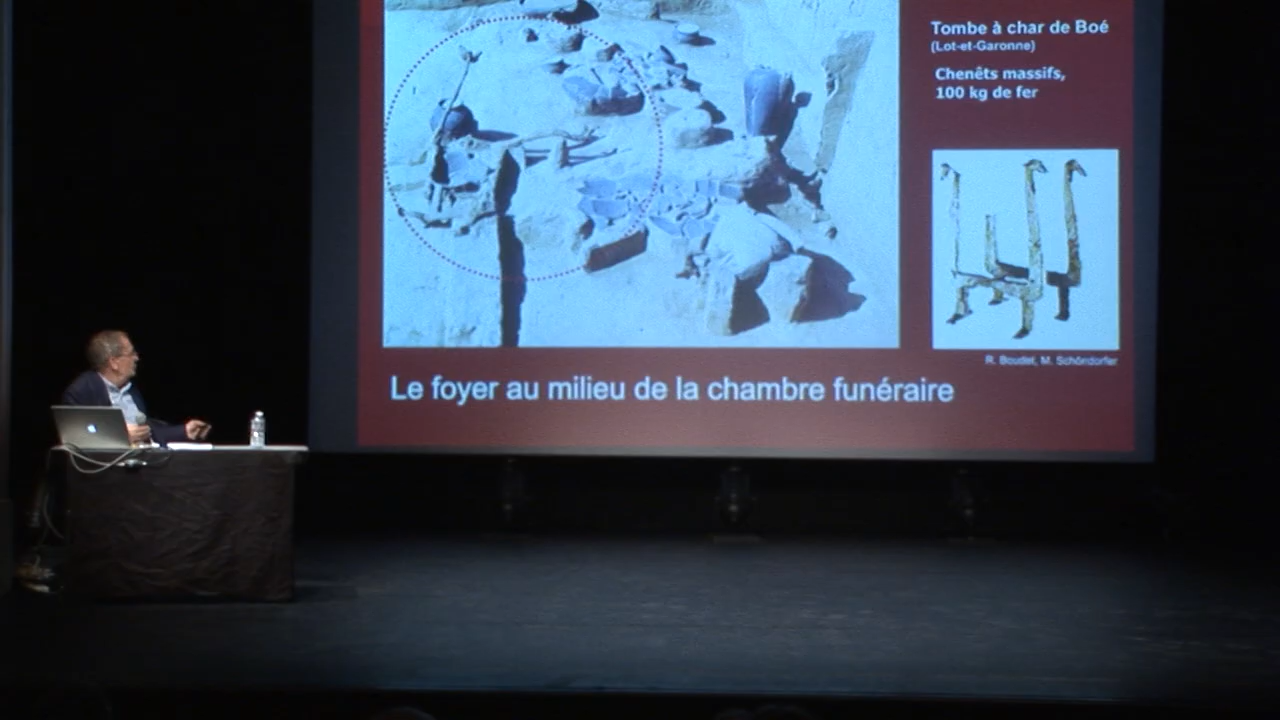 Tombe à char de Boé
(Lot-et-Garonne)
Chenêts massifs,
100 kg de fer
R. Boudet, M. Schöndorfer
Le foyer au milieu de la chambre funéraire